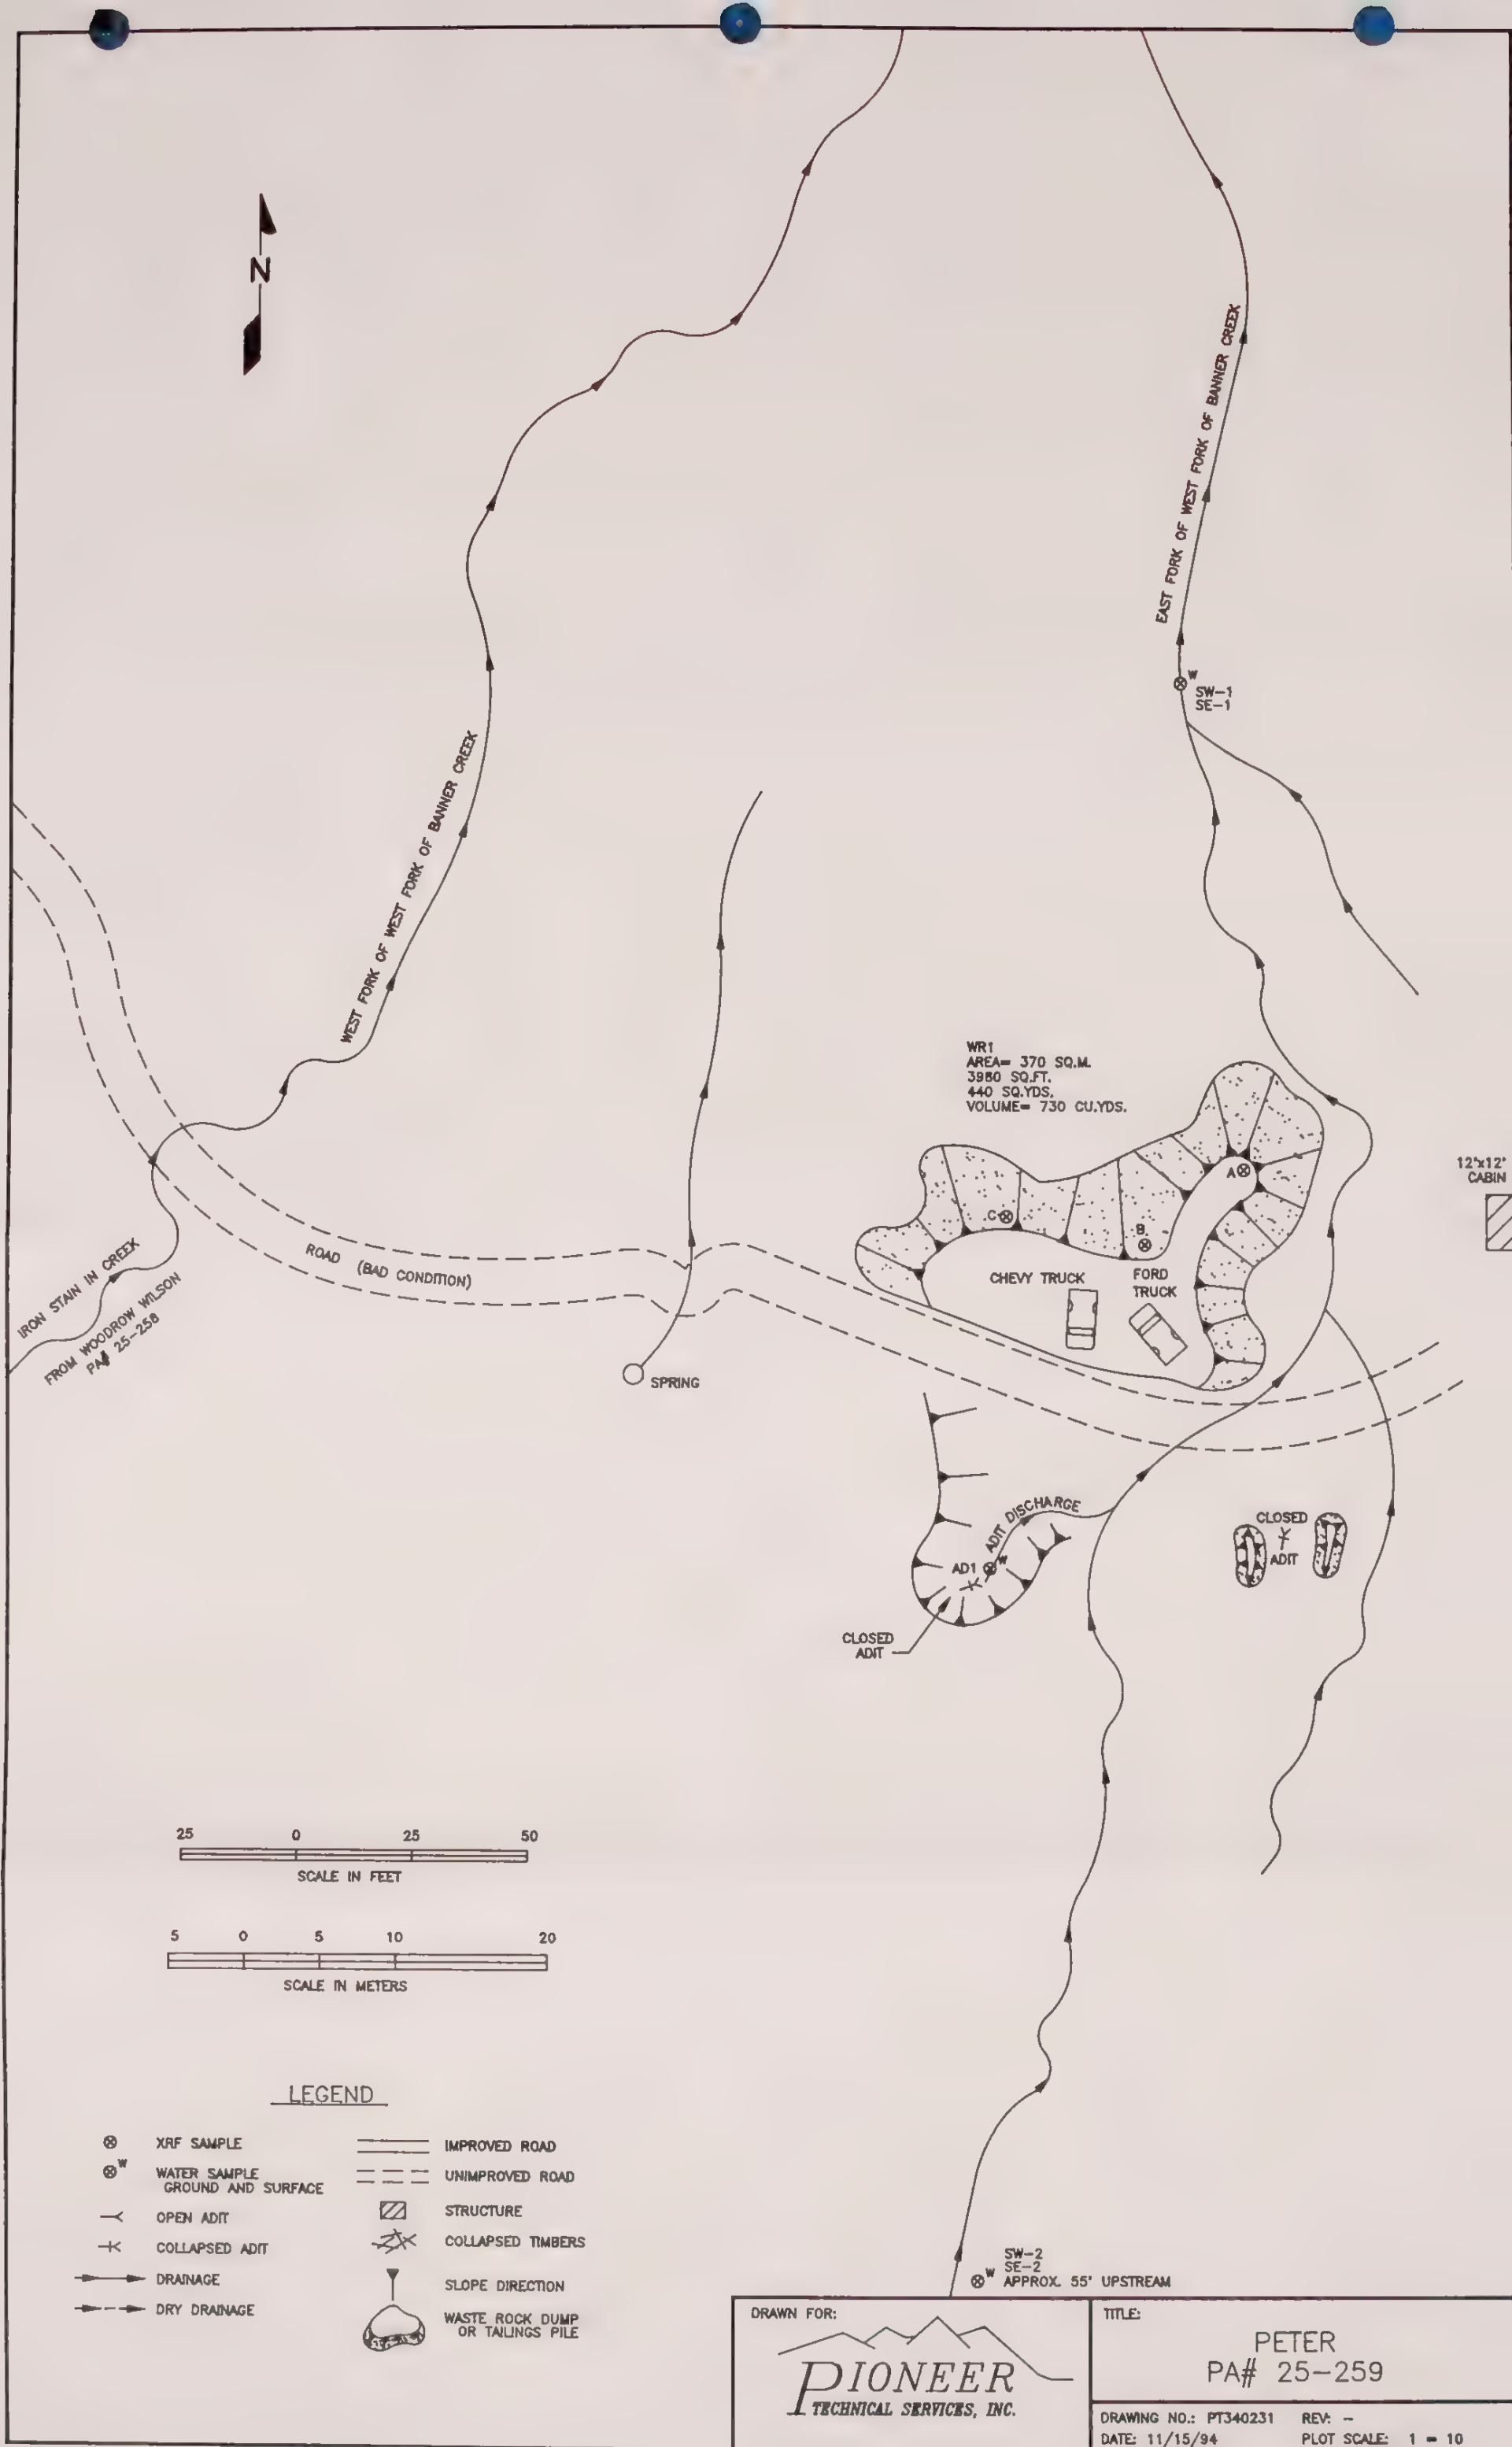 N
EAST FORK OF WEST FORK OF BANNER CREEK
W
SW-1
SE-1
WEST FORK OF WEST FORK OF BANNER CREEK
WR1
AREA= 370 SQ.M.
3980 SQ.FT.
440 SQ.YDS.
VOLUME= 730 CU.YDS.
12'x12'
CABIN
A
C
B
CHEVY TRUCK
FORD
TRUCK
ROAD (BAD CONDITION)
IRON STAIN IN CREEK
FROM WOODROW WILSON
PA# 25-258
SPRING
ADIT DISCHARGE
AD1
W
CLOSED
ADIT
CLOSED
ADIT
25 0 25 50
SCALE IN FEET
5 0 5 10 20
SCALE IN METERS
LEGEND
XRF SAMPLE
W
WATER SAMPLE
GROUND AND SURFACE
OPEN ADIT
COLLAPSED ADIT
DRAINAGE
DRY DRAINAGE
IMPROVED ROAD
UNIMPROVED ROAD
STRUCTURE
COLLAPSED TIMBERS
SLOPE DIRECTION
WASTE ROCK DUMP
OR TAILINGS PILE
W
SW-2
SE-2
APPROX. 55' UPSTREAM
DRAWN FOR:
PIONEER
TECHNICAL SERVICES, INC.
TITLE:
PETER
PA# 25-259
DRAWING NO.: PT340231 REV: -
DATE: 11/15/94 PLOT SCALE: 1 = 10